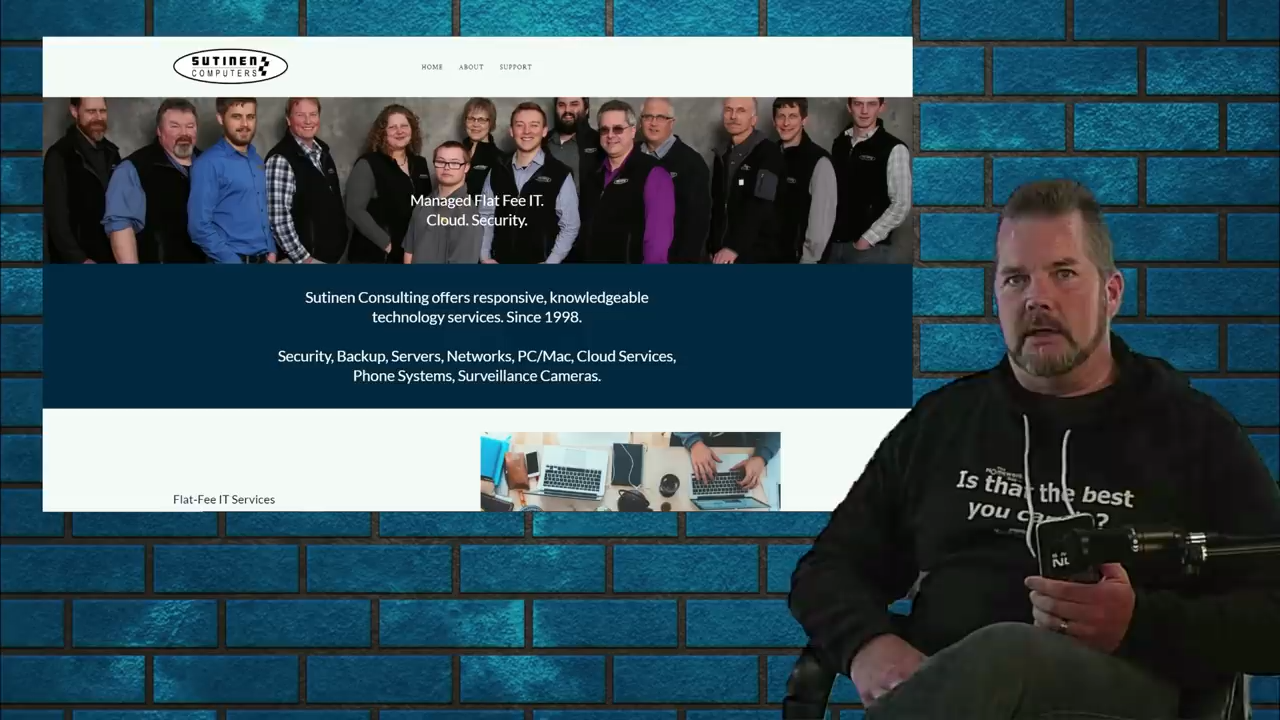 SUTINEN
COMPUTERS
HOME ABOUT SUPPORT
Managed Flat Fee IT.
Cloud. Security.
Sutinen Consulting offers responsive, knowledgeable
technology services. Since 1998.
Security, Backup, Servers, Networks, PC/Mac, Cloud Services,
Phone Systems, Surveillance Cameras.
Flat-Fee IT Services
Is that the best
you ?